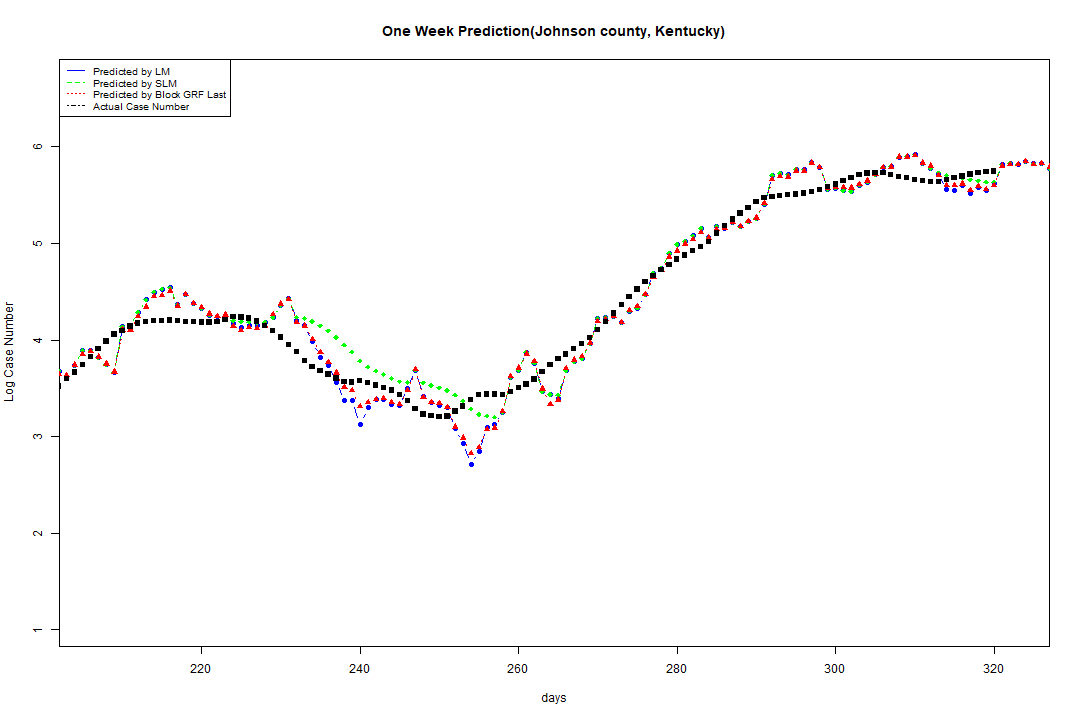 One Week Prediction(Johnson county, Kentucky)
Predicted by LM
Predicted by SLM
Predicted by Block GRF Last
Actual Case Number
6
5
4
3
2
1
Log Case Number
220 240 260 280 300 320
days